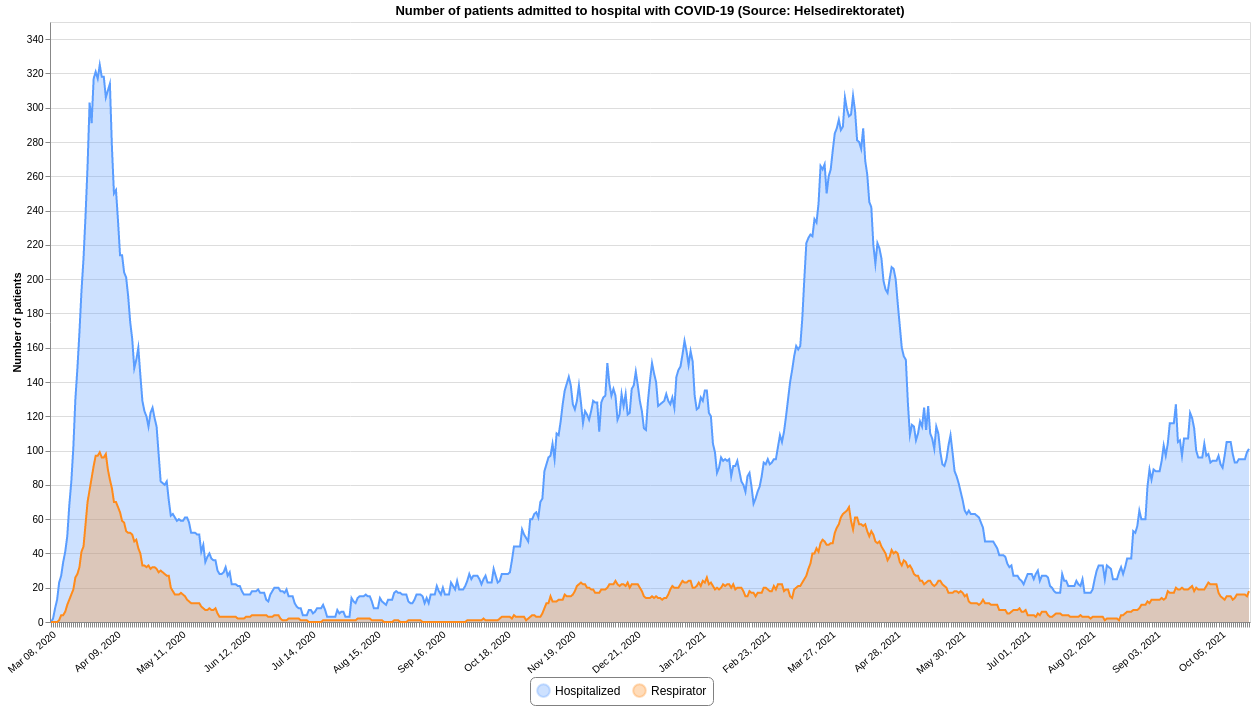 Number of patients admitted to hospital with COVID-19 (Source: Helsedirektoratet)
Number of patients
340
320
300
280
260
240
220
200
180
160
140
120
100
80
60
40
20
0
Mar 08, 2020
Apr 09, 2020
May 11, 2020
Jun 12, 2020
Jul 14, 2020
Aug 15, 2020
Sep 16, 2020
Oct 18, 2020
Nov 19, 2020
Dec 21, 2020
Jan 22, 2021
Feb 23, 2021
Mar 27, 2021
Apr 28, 2021
May 30, 2021
Jul 01, 2021
Aug 02, 2021
Sep 03, 2021
Oct 05, 2021
Hospitalized
Respirator